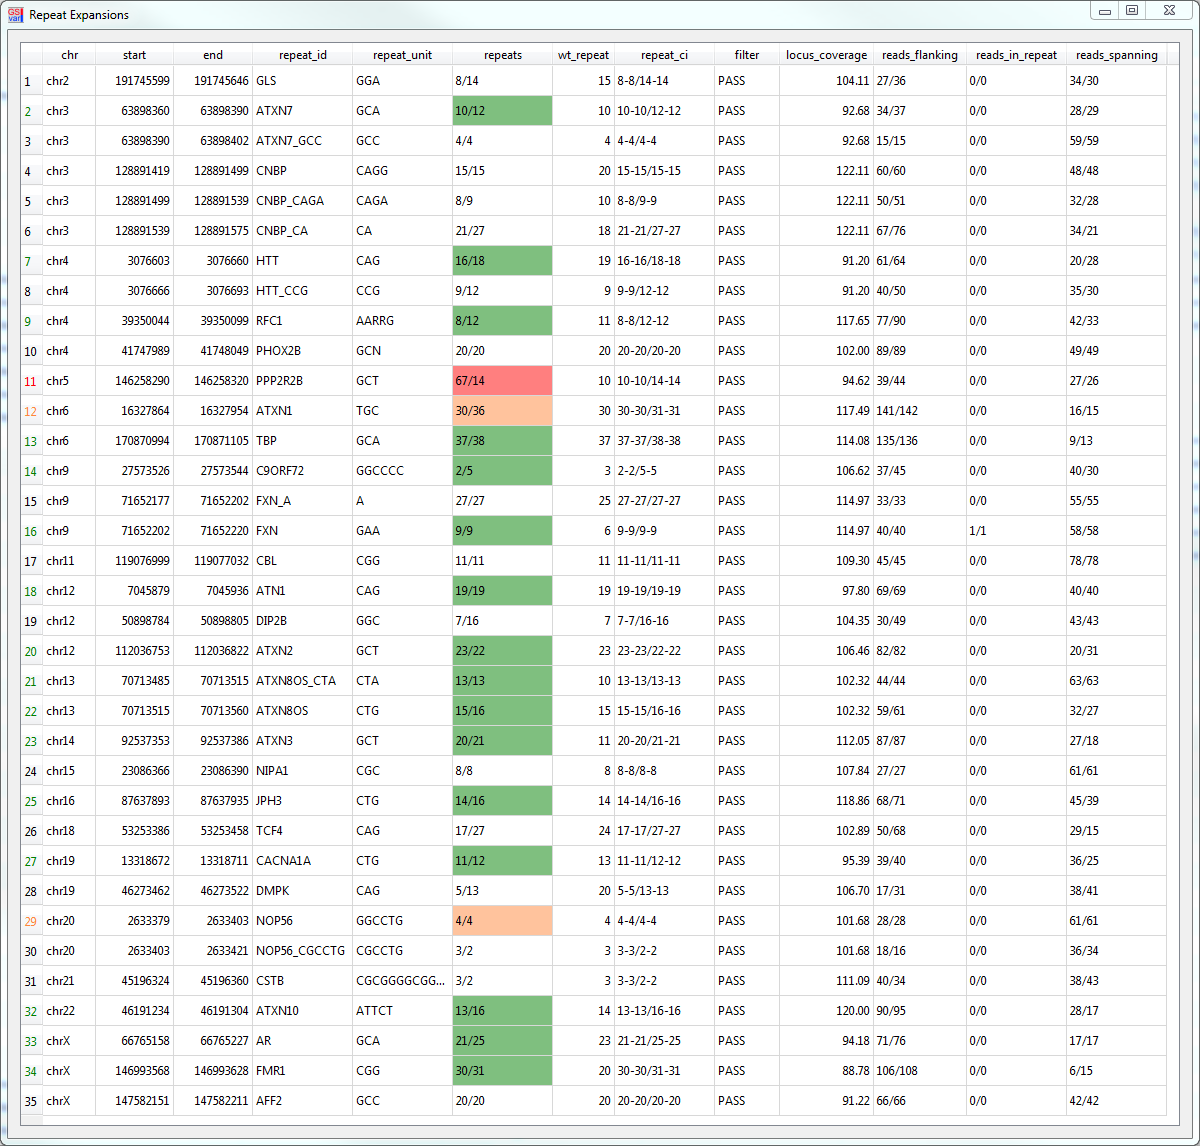 GSvar Repeat Expansions
chr start end repeat_id repeat_unit repeats wt_repeat repeat_ci filter locus_coverage reads_flanking reads_in_repeat reads_spanning
1 chr2 191745599 191745646 GLS GGA 8/14 15 8-8/14-14 PASS 104.11 27/36 0/0 34/30
2 chr3 63898360 63898390 ATXN7 GCA 10/12 10 10-10/12-12 PASS 92.68 34/37 0/0 28/29
3 chr3 63898390 63898402 ATXN7_GCC GCC 4/4 4 4-4/4-4 PASS 92.68 15/15 0/0 59/59
4 chr3 128891419 128891499 CNBP CAGG 15/15 20 15-15/15-15 PASS 122.11 60/60 0/0 48/48
5 chr3 128891499 128891539 CNBP_CAGA CAGA 8/9 10 8-8/9-9 PASS 122.11 50/51 0/0 32/28
6 chr3 128891539 128891575 CNBP_CA CA 21/27 18 21-21/27-27 PASS 122.11 67/76 0/0 34/21
7 chr4 3076603 3076660 HTT CAG 16/18 19 16-16/18-18 PASS 91.20 61/64 0/0 20/28
8 chr4 3076666 3076693 HTT_CCG CCG 9/12 9 9-9/12-12 PASS 91.20 40/50 0/0 35/30
9 chr4 39350044 39350099 RFC1 AARRG 8/12 11 8-8/12-12 PASS 117.65 77/90 0/0 42/33
10 chr4 41747989 41748049 PHOX2B GCN 20/20 20 20-20/20-20 PASS 102.00 89/89 0/0 49/49
11 chr5 146258290 146258320 PPP2R2B GCT 67/14 10 10-10/14-14 PASS 94.62 39/44 0/0 27/26
12 chr6 16327864 16327954 ATXN1 TGC 30/36 30 30-30/31-31 PASS 117.49 141/142 0/0 16/15
13 chr6 170870994 170871105 TBP GCA 37/38 37 37-37/38-38 PASS 114.08 135/136 0/0 9/13
14 chr9 27573526 27573544 C9ORF72 GGCCCC 2/5 3 2-2/5-5 PASS 106.62 37/45 0/0 40/30
15 chr9 71652177 71652202 FXN_A A 27/27 25 27-27/27-27 PASS 114.97 33/33 0/0 55/55
16 chr9 71652202 71652220 FXN GAA 9/9 6 9-9/9-9 PASS 114.97 40/40 1/1 58/58
17 chr11 119076999 119077032 CBL CGG 11/11 11 11-11/11-11 PASS 109.30 45/45 0/0 78/78
18 chr12 7045879 7045936 ATN1 CAG 19/19 19 19-19/19-19 PASS 97.80 69/69 0/0 40/40
19 chr12 50898784 50898805 DIP2B GGC 7/16 7 7-7/16-16 PASS 104.35 30/49 0/0 43/43
20 chr12 112036753 112036822 ATXN2 GCT 23/22 23 23-23/22-22 PASS 106.46 82/82 0/0 20/31
21 chr13 70713485 70713515 ATXN8OS_CTA CTA 13/13 10 13-13/13-13 PASS 102.32 44/44 0/0 63/63
22 chr13 70713515 70713560 ATXN8OS CTG 15/16 15 15-15/16-16 PASS 102.32 59/61 0/0 32/27
23 chr14 92537353 92537386 ATXN3 GCT 20/21 11 20-20/21-21 PASS 112.05 87/87 0/0 27/18
24 chr15 23086366 23086390 NIPA1 CGC 8/8 8 8-8/8-8 PASS 107.84 27/27 0/0 61/61
25 chr16 87637893 87637935 JPH3 CTG 14/16 14 14-14/16-16 PASS 118.86 68/71 0/0 45/39
26 chr18 53253386 53253458 TCF4 CAG 17/27 24 17-17/27-27 PASS 102.89 50/68 0/0 29/15
27 chr19 13318672 13318711 CACNA1A CTG 11/12 13 11-11/12-12 PASS 95.39 39/40 0/0 36/25
28 chr19 46273462 46273522 DMPK CAG 5/13 20 5-5/13-13 PASS 106.70 17/31 0/0 38/41
29 chr20 2633379 2633403 NOP56 GGCCTG 4/4 4 4-4/4-4 PASS 101.68 28/28 0/0 61/61
30 chr20 2633403 2633421 NOP56_CGCCTG CGCCTG 3/2 3 3-3/2-2 PASS 101.68 18/16 0/0 36/34
31 chr21 45196324 45196360 CSTB CGCGGGGCGG... 3/2 3 3-3/2-2 PASS 111.09 40/34 0/0 38/43
32 chr22 46191234 46191304 ATXN10 ATTCT 13/16 14 13-13/16-16 PASS 120.00 90/95 0/0 28/17
33 chrX 66765158 66765227 AR GCA 21/25 23 21-21/25-25 PASS 94.18 71/76 0/0 17/17
34 chrX 146993568 146993628 FMR1 CGG 30/31 20 30-30/31-31 PASS 88.78 106/108 0/0 6/15
35 chrX 147582151 147582211 AFF2 GCC 20/20 20 20-20/20-20 PASS 91.22 66/66 0/0 42/42